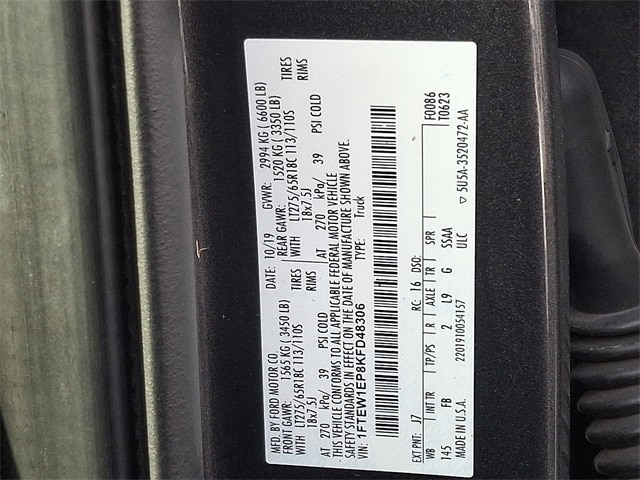 MFD. BY FORD MOTOR CO. DATE: 10/19 GVWR: 2994 KG ( 6600 LB)
FRONT GAWR: 1565 KG ( 3450 LB) REAR GAWR: 1520 KG ( 3350 LB)
WITH LT275/65R18C 113/110S TIRES WITH LT275/65R18C 113/110S TIRES
18x7.5J RIMS 18x7.5J RIMS
AT 270 kPa/ 39 PSI COLD AT 270 kPa/ 39 PSI COLD
THIS VEHICLE CONFORMS TO ALL APPLICABLE FEDERAL MOTOR VEHICLE
SAFETY STANDARDS IN EFFECT ON THE DATE OF MANUFACTURE SHOWN ABOVE.
VIN: 1FTEW1EP8KFD48306 TYPE: Truck
F0086
T0623
EXT PNT: J7 RC: 16 DSO:
WB INT TR TP/PS R AXLE TR SPR
145 FB 2 L9 G SSAA
MADE IN U.S.A. 2201910054157 ULC ▽ 5U5A-3520472-AA